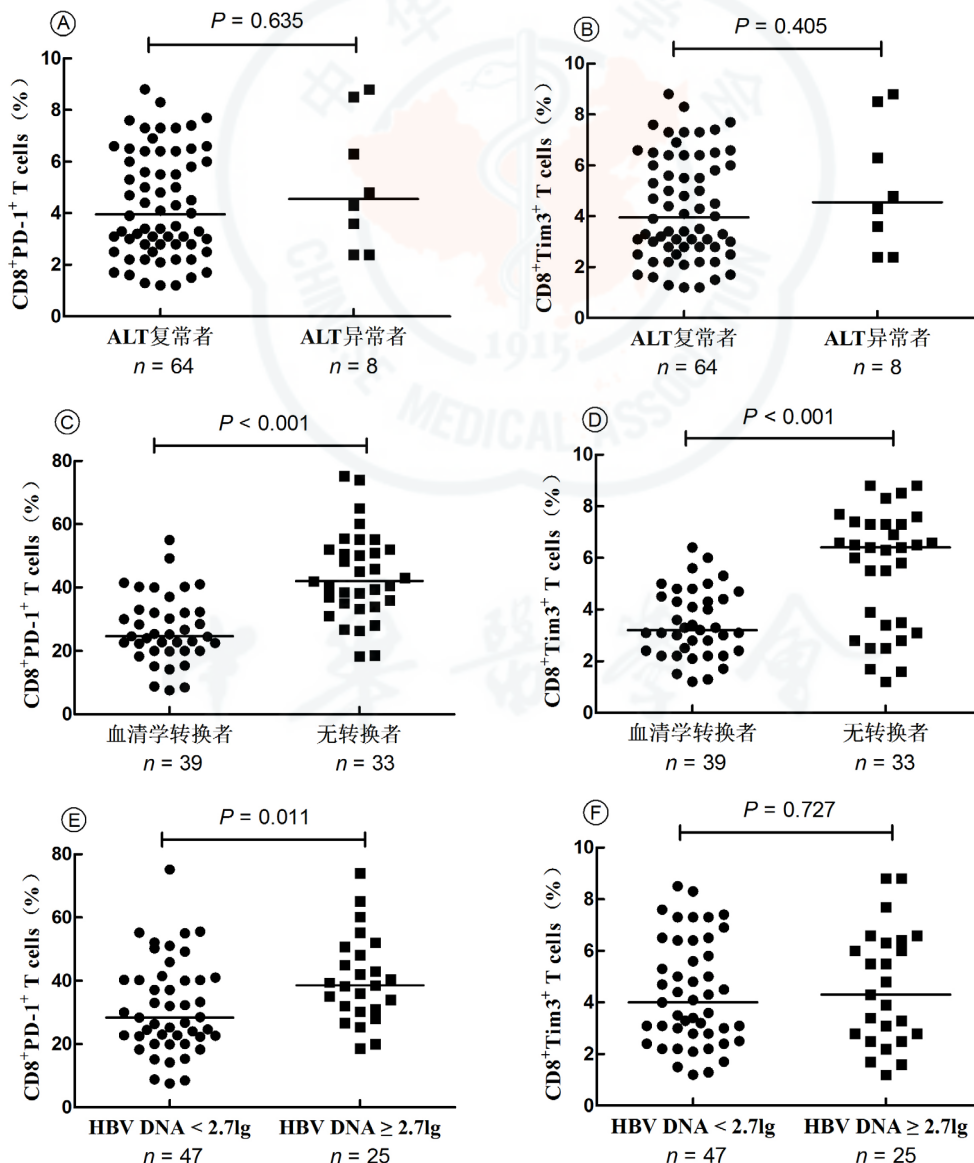 Ⓐ P = 0.635
CD8⁺PD-1⁺ T cells (%)
10
8
6
4
2
0
ALT复常者 ALT异常者
n = 64 n = 8
Ⓑ P = 0.405
CD8⁺Tim3⁺ T cells (%)
10
8
6
4
2
0
ALT复常者 ALT异常者
n = 64 n = 8
Ⓒ P < 0.001
CD8⁺PD-1⁺ T cells (%)
80
60
40
20
0
血清学转换者 无转换者
n = 39 n = 33
Ⓓ P < 0.001
CD8⁺Tim3⁺ T cells (%)
10
8
6
4
2
0
血清学转换者 无转换者
n = 39 n = 33
Ⓔ P = 0.011
CD8⁺PD-1⁺ T cells (%)
80
60
40
20
0
HBV DNA < 2.7lg HBV DNA ≥ 2.7lg
n = 47 n = 25
Ⓕ P = 0.727
CD8⁺Tim3⁺ T cells (%)
10
8
6
4
2
0
HBV DNA < 2.7lg HBV DNA ≥ 2.7lg
n = 47 n = 25
1915
CHINESE MEDICAL ASSOCIATION